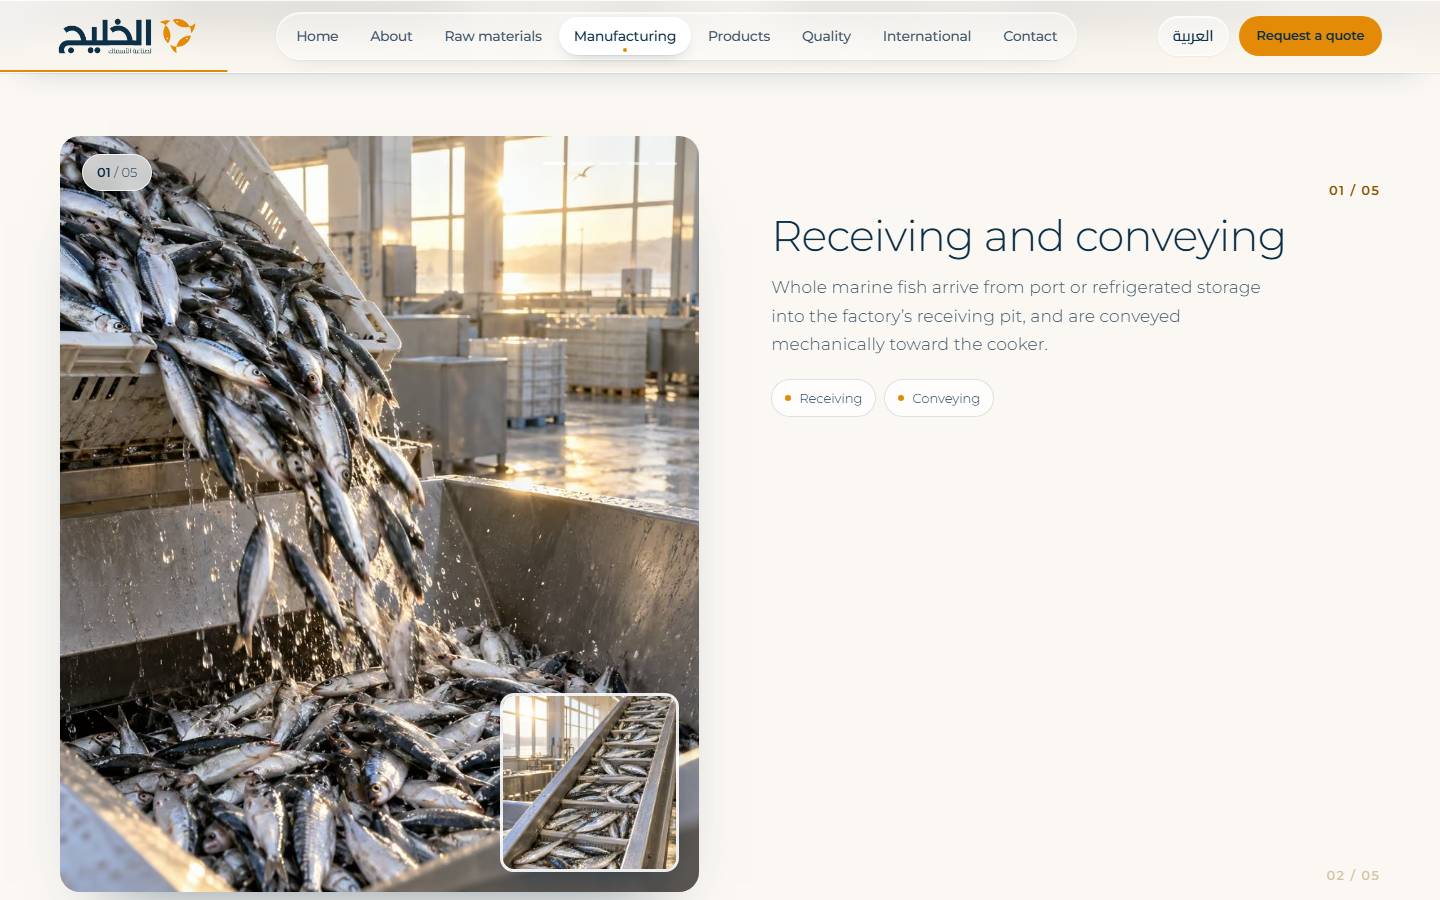 الخليج
لصناعة الأسماك
Home
About
Raw materials
Manufacturing
Products
Quality
International
Contact
العربية
Request a quote
01 / 05
01 / 05
Receiving and conveying
Whole marine fish arrive from port or refrigerated storage
into the factory’s receiving pit, and are conveyed
mechanically toward the cooker.
Receiving
Conveying
02 / 05